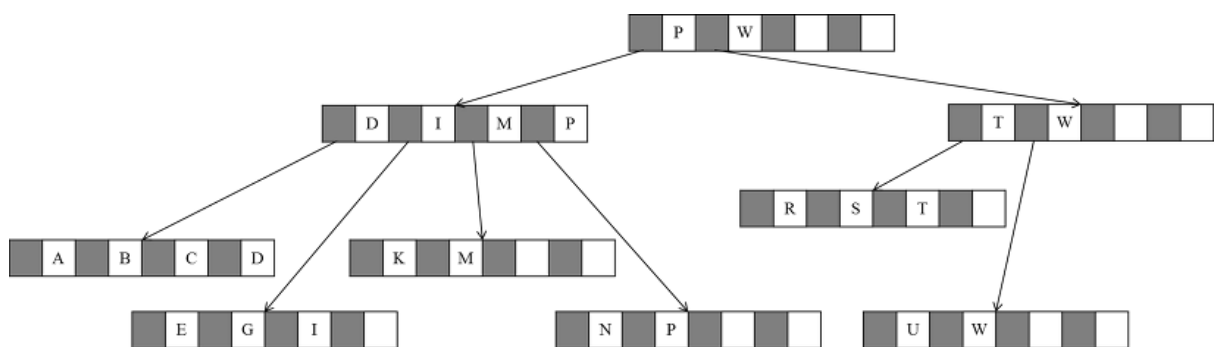 P W
D I M P
T W
R S T
A B C D
K M
E G I
N P
U W